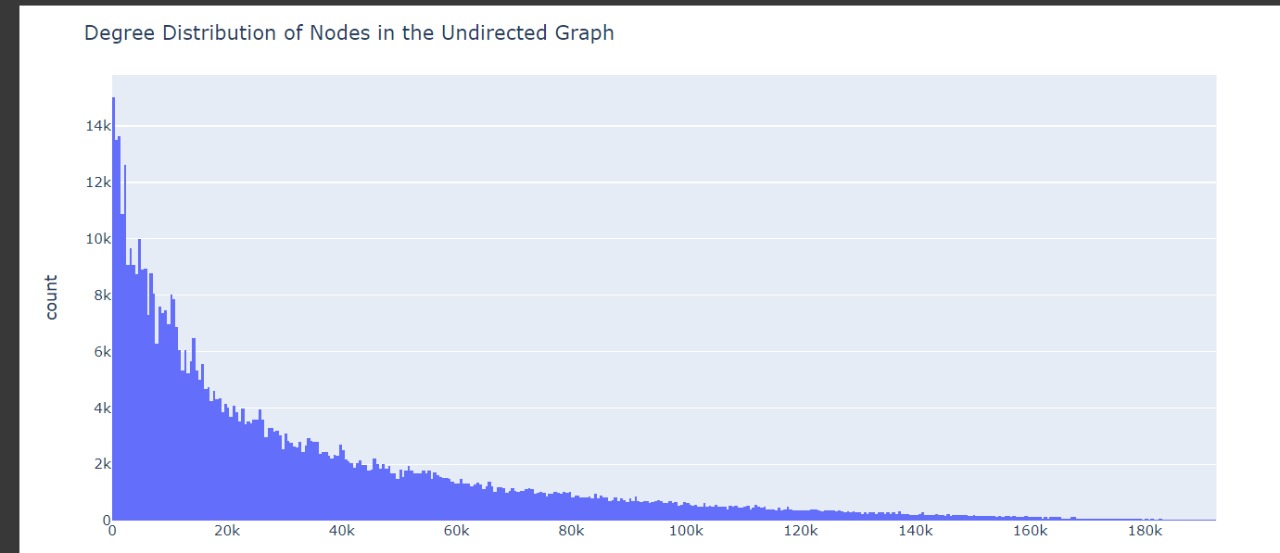 Degree Distribution of Nodes in the Undirected Graph
14k
12k
10k
8k
6k
4k
2k
0
count
0 20k 40k 60k 80k 100k 120k 140k 160k 180k